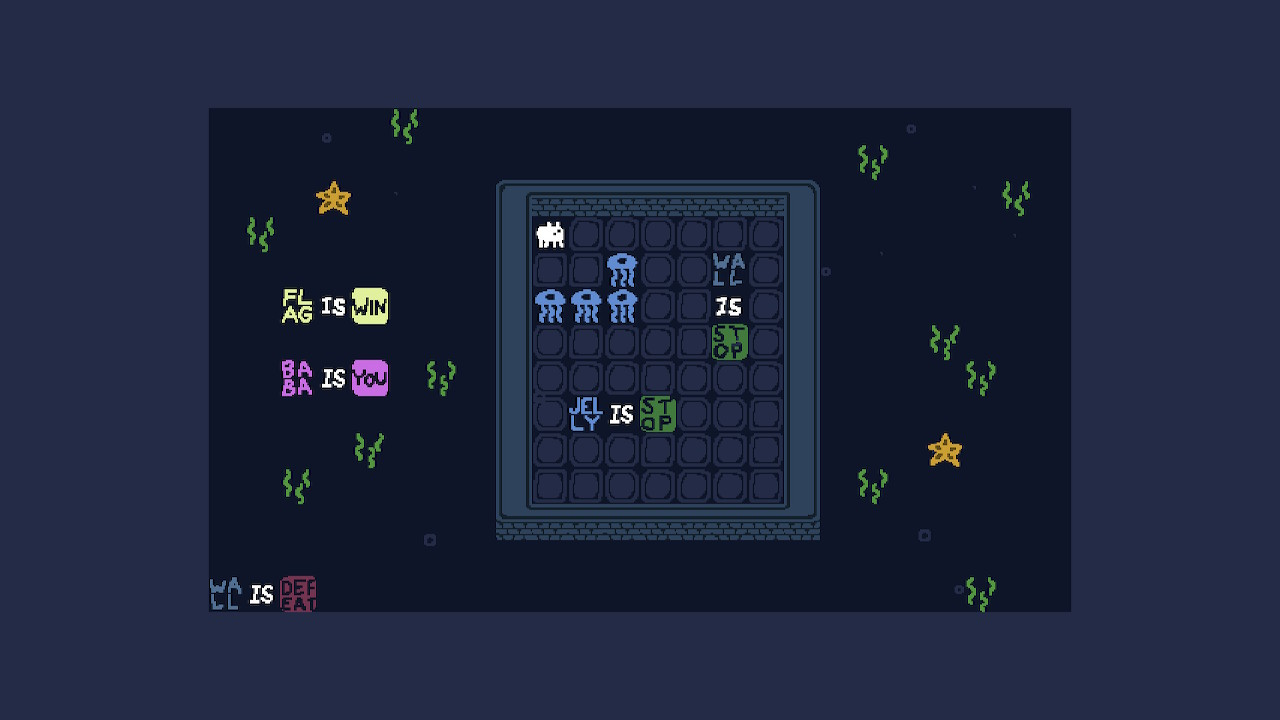 WALL
FLAG IS WIN
IS
STOP
BABA IS YOU
JELLY IS STOP
WALL IS DEFEAT